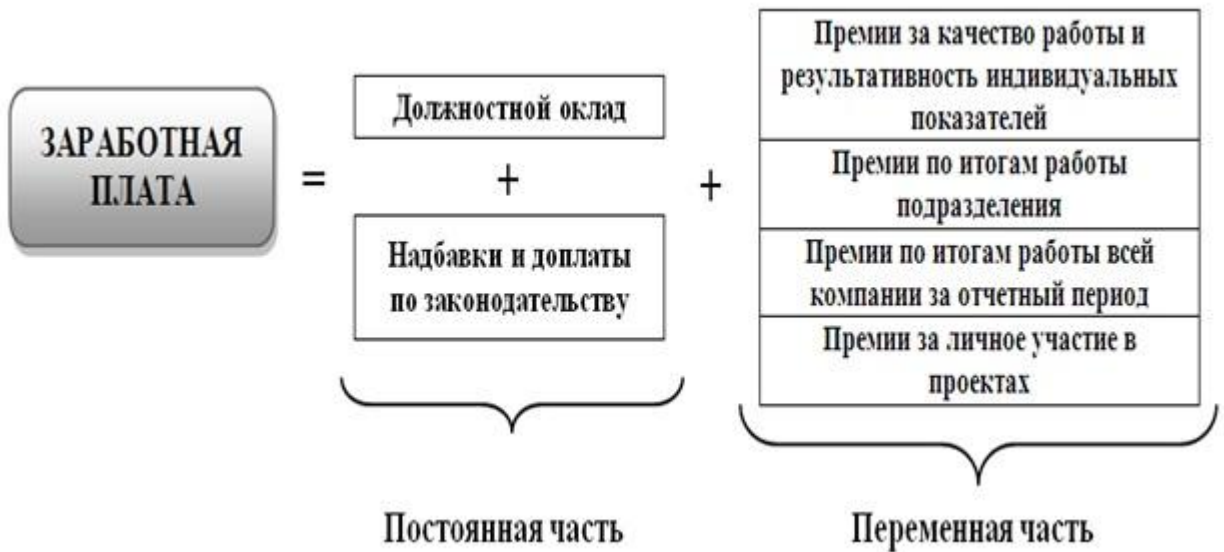 ЗАРАБОТНАЯ
ПЛАТА
=
Должностной оклад
+
Надбавки и доплаты
по законодательству
+
Премии за качество работы и
результативность индивидуальных
показателей
Премии по итогам работы
подразделения
Премии по итогам работы всей
компании за отчетный период
Премии за личное участие в
проектах
Постоянная часть
Переменная часть